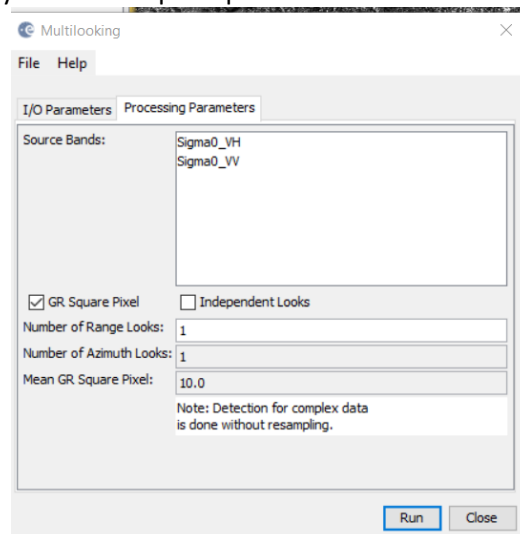 Multilooking
File Help
I/O Parameters Processing Parameters
Source Bands:
Sigma0_VH
Sigma0_VV
GR Square Pixel Independent Looks
Number of Range Looks: 1
Number of Azimuth Looks: 1
Mean GR Square Pixel: 10.0
Note: Detection for complex data
is done without resampling.
Run Close